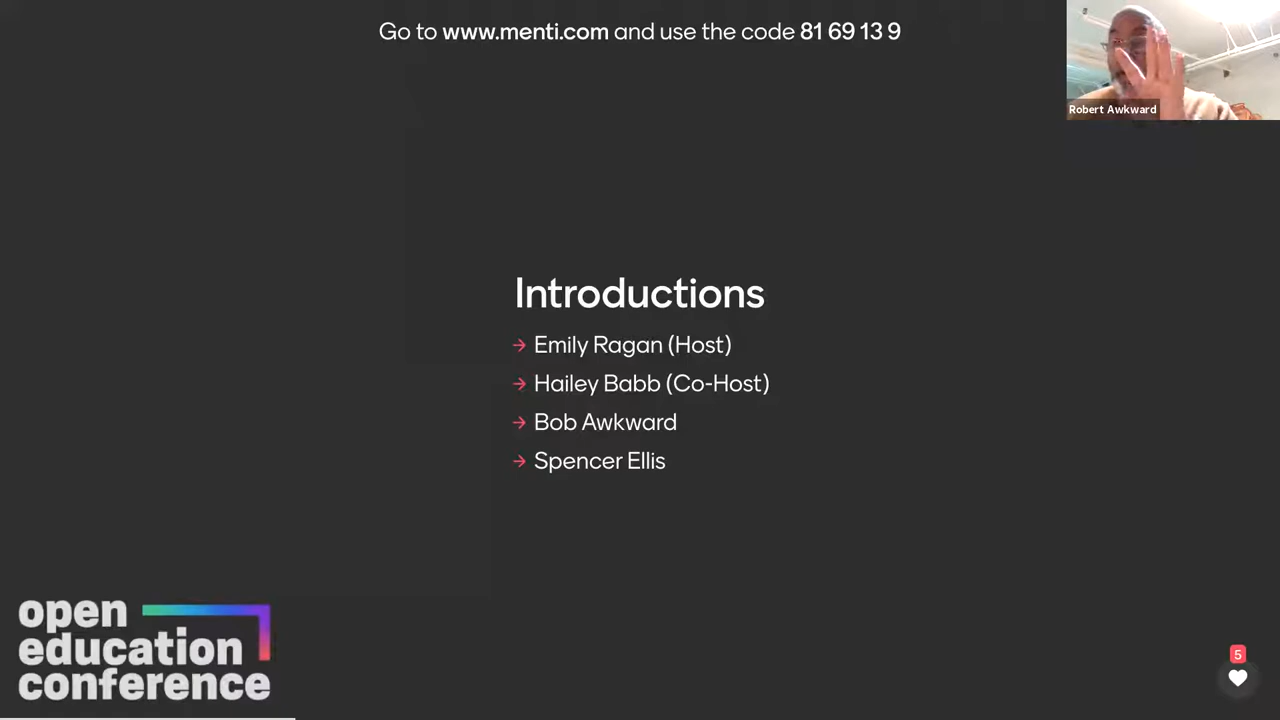 Go to www.menti.com and use the code 81 69 13 9
Robert Awkward
Introductions
→ Emily Ragan (Host)
→ Hailey Babb (Co-Host)
→ Bob Awkward
→ Spencer Ellis
open
education
conference
5